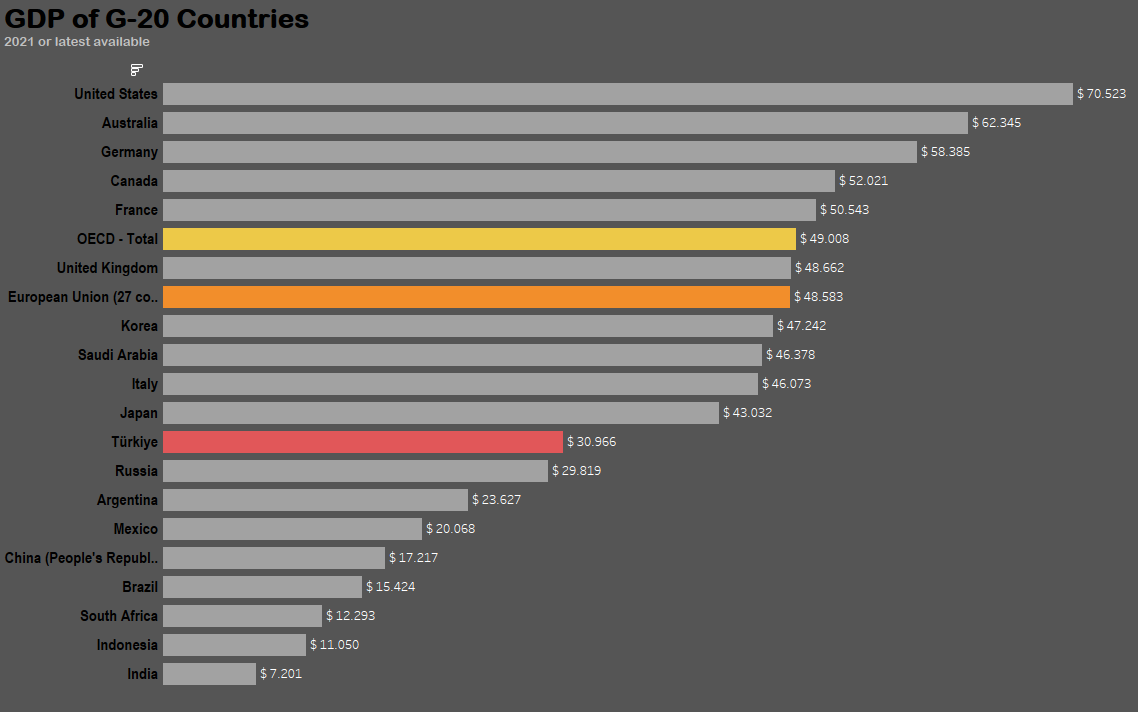 GDP of G-20 Countries
2021 or latest available
United States $ 70.523
Australia $ 62.345
Germany $ 58.385
Canada $ 52.021
France $ 50.543
OECD - Total $ 49.008
United Kingdom $ 48.662
European Union (27 co.. $ 48.583
Korea $ 47.242
Saudi Arabia $ 46.378
Italy $ 46.073
Japan $ 43.032
Türkiye $ 30.966
Russia $ 29.819
Argentina $ 23.627
Mexico $ 20.068
China (People's Republ.. $ 17.217
Brazil $ 15.424
South Africa $ 12.293
Indonesia $ 11.050
India $ 7.201